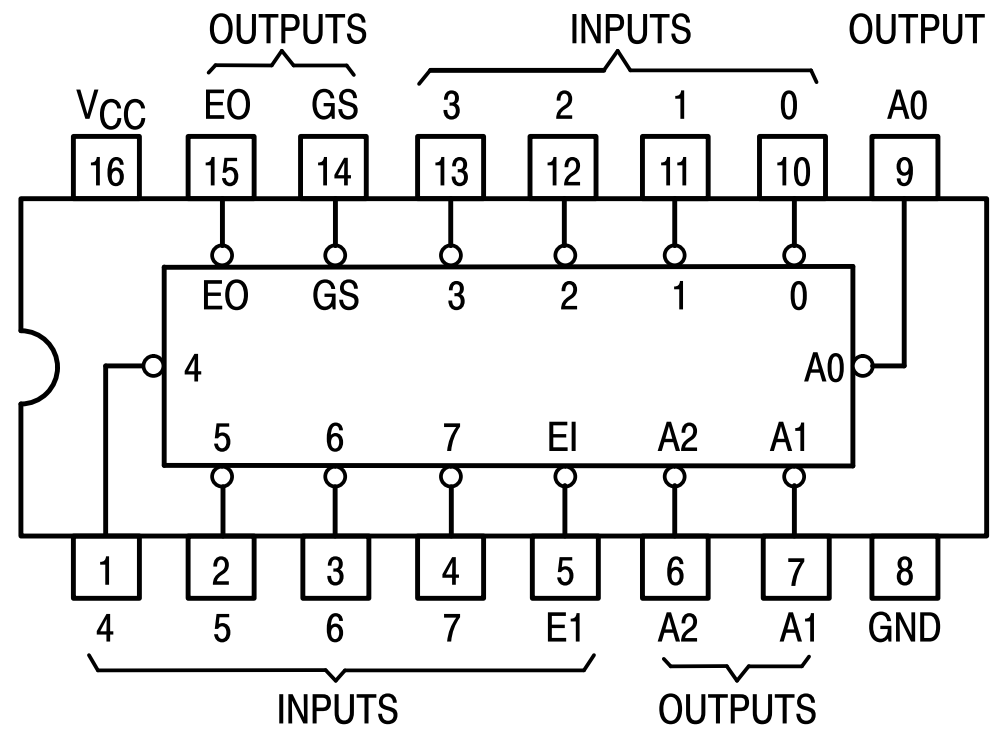 OUTPUTS INPUTS OUTPUT
VCC EO GS 3 2 1 0 A0
16 15 14 13 12 11 10 9
EO GS 3 2 1 0
4 A0
5 6 7 EI A2 A1
1 2 3 4 5 6 7 8
4 5 6 7 E1 A2 A1 GND
INPUTS OUTPUTS